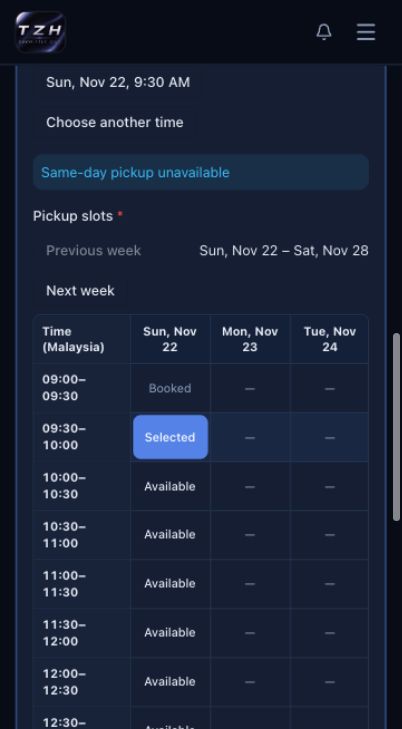 TZH
Sun, Nov 22, 9:30 AM
Choose another time
Same-day pickup unavailable
Pickup slots *
Previous week Sun, Nov 22 – Sat, Nov 28
Next week
Time (Malaysia) Sun, Nov 22 Mon, Nov 23 Tue, Nov 24
09:00–09:30 Booked — —
09:30–10:00 Selected — —
10:00–10:30 Available — —
10:30–11:00 Available — —
11:00–11:30 Available — —
11:30–12:00 Available — —
12:00–12:30 Available — —
12:30– Available